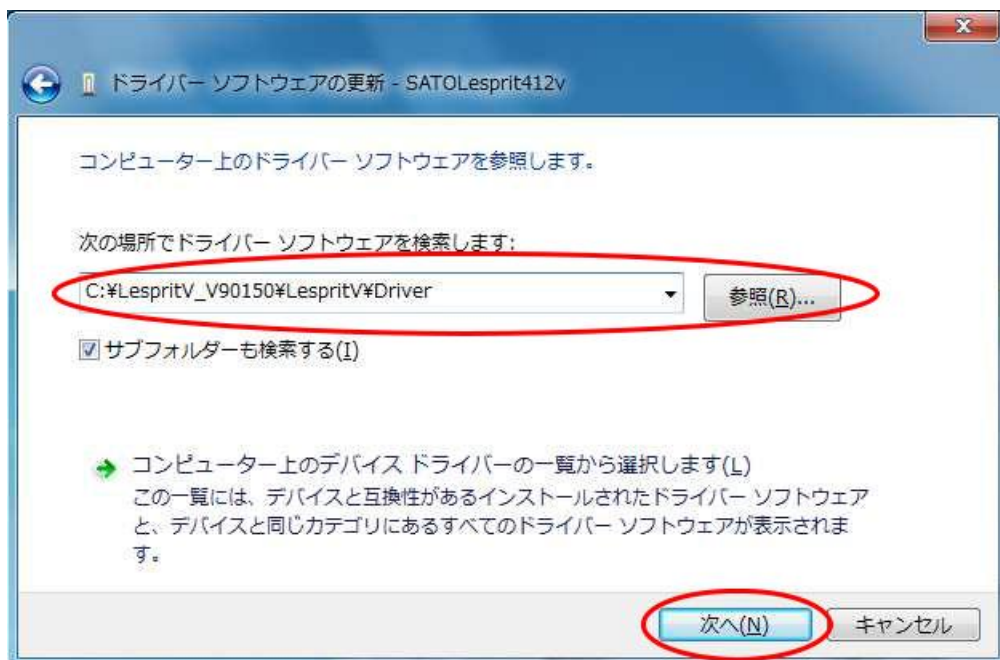 ドライバー ソフトウェアの更新 - SATOLesprit412v
コンピューター上のドライバー ソフトウェアを参照します。
次の場所でドライバー ソフトウェアを検索します:
C:¥LespritV_V90150¥LespritV¥Driver
参照(R)...
サブフォルダーも検索する(I)
コンピューター上のデバイス ドライバーの一覧から選択します(L)
この一覧には、デバイスと互換性があるインストールされたドライバー ソフトウェア
と、デバイスと同じカテゴリにあるすべてのドライバー ソフトウェアが表示されま
す。
次へ(N)
キャンセル